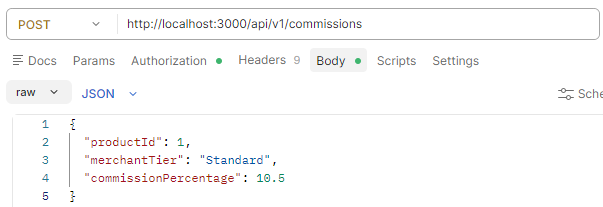 POST http://localhost:3000/api/v1/commissions
Docs Params Authorization Headers 9 Body Scripts Settings
raw JSON Sche
1 {
2 "productId": 1,
3 "merchantTier": "Standard",
4 "commissionPercentage": 10.5
5 }